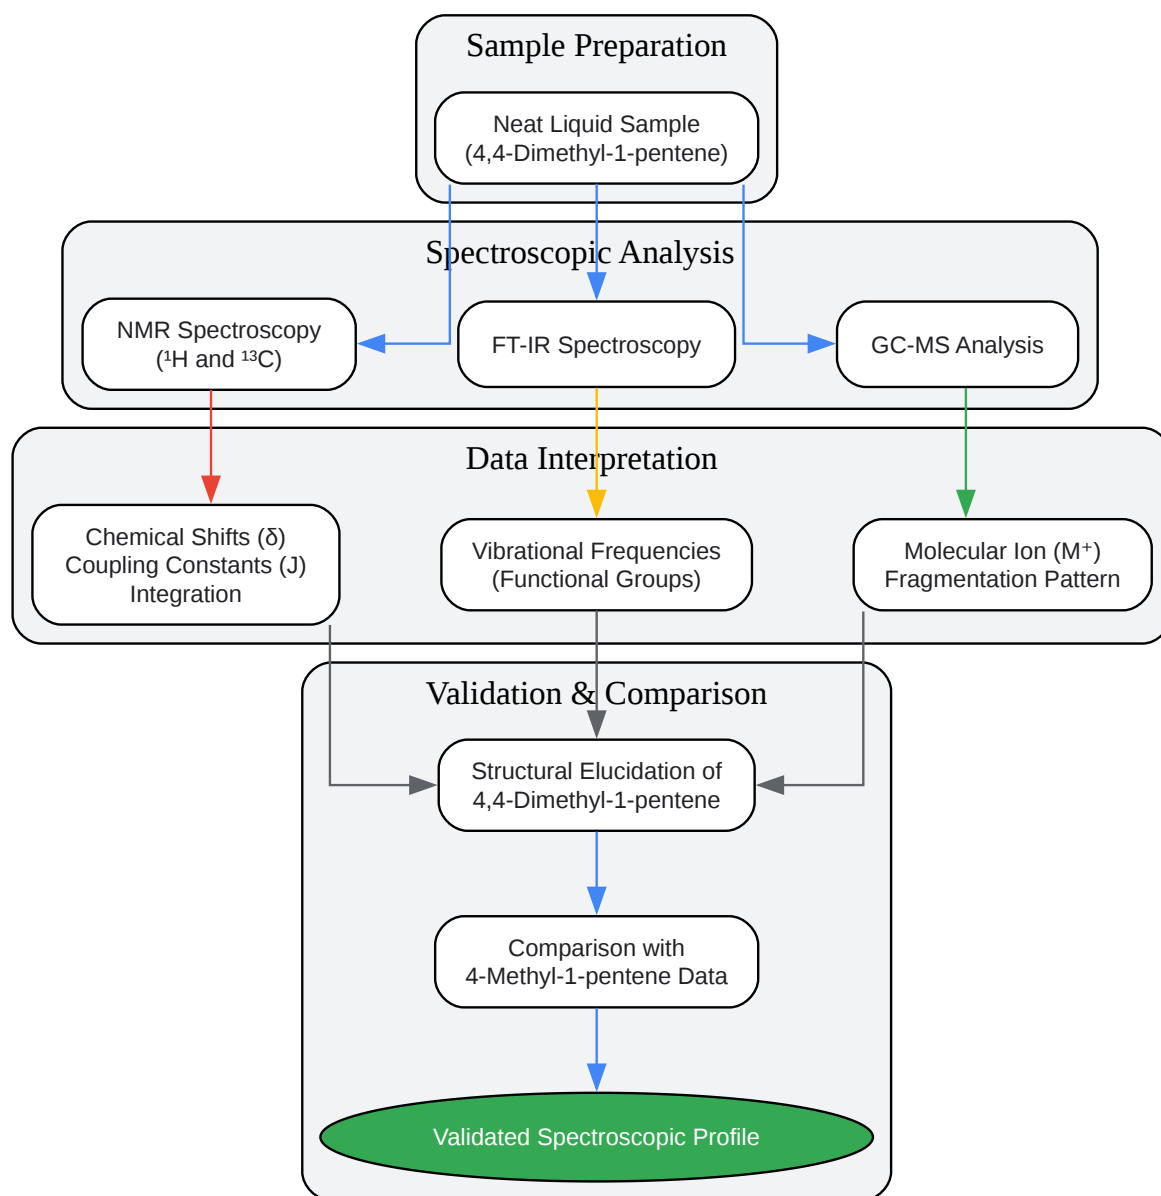 Sample Preparation
Neat Liquid Sample
(4,4-Dimethyl-1-pentene)
Spectroscopic Analysis
NMR Spectroscopy
(¹H and ¹³C)
FT-IR Spectroscopy
GC-MS Analysis
Data Interpretation
Chemical Shifts (δ)
Coupling Constants (J)
Integration
Vibrational Frequencies
(Functional Groups)
Molecular Ion (M⁺)
Fragmentation Pattern
Validation & Comparison
Structural Elucidation of
4,4-Dimethyl-1-pentene
Comparison with
4-Methyl-1-pentene Data
Validated Spectroscopic Profile